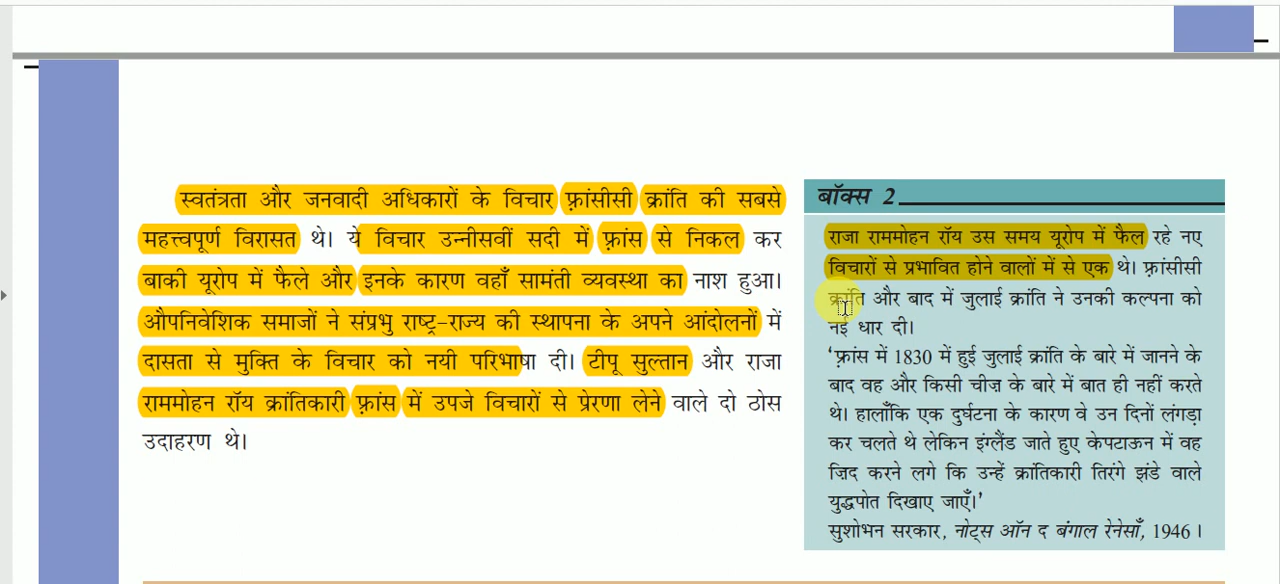 स्वतंत्रता और जनवादी अधिकारों के विचार फ़्रांसीसी क्रांति की सबसे
महत्त्वपूर्ण विरासत थे। ये विचार उन्नीसवीं सदी में फ़्रांस से निकल कर
बाकी यूरोप में फैले और इनके कारण वहाँ सामंती व्यवस्था का नाश हुआ।
औपनिवेशिक समाजों ने संप्रभु राष्ट्र-राज्य की स्थापना के अपने आंदोलनों में
दासता से मुक्ति के विचार को नयी परिभाषा दी। टीपू सुल्तान और राजा
राममोहन रॉय क्रांतिकारी फ़्रांस में उपजे विचारों से प्रेरणा लेने वाले दो ठोस
उदाहरण थे।
बॉक्स 2
राजा राममोहन रॉय उस समय यूरोप में फैल रहे नए
विचारों से प्रभावित होने वालों में से एक थे। फ़्रांसीसी
क्रांति और बाद में जुलाई क्रांति ने उनकी कल्पना को
नई धार दी।
'फ़्रांस में 1830 में हुई जुलाई क्रांति के बारे में जानने के
बाद वह और किसी चीज़ के बारे में बात ही नहीं करते
थे। हालाँकि एक दुर्घटना के कारण वे उन दिनों लंगड़ा
कर चलते थे लेकिन इंग्लैंड जाते हुए केपटाऊन में वह
ज़िद करने लगे कि उन्हें क्रांतिकारी तिरंगे झंडे वाले
युद्धपोत दिखाए जाएँ।'
सुशोभन सरकार, नोट्स ऑन द बंगाल रेनेसाँ, 1946।